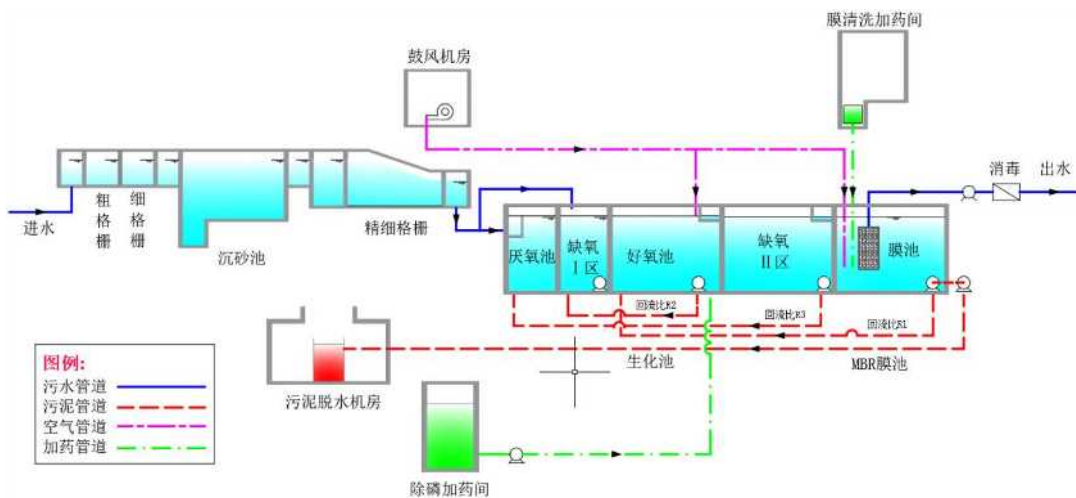 膜清洗加药间
鼓风机房
消毒
出水
进水
粗格栅
细格栅
沉砂池
精细格栅
厌氧池
缺氧
Ⅰ区
好氧池
缺氧
Ⅱ区
膜池
回流比R2
回流比R3
回流比R1
生化池
MBR膜池
图例:
污水管道
污泥管道
空气管道
加药管道
污泥脱水机房
除磷加药间